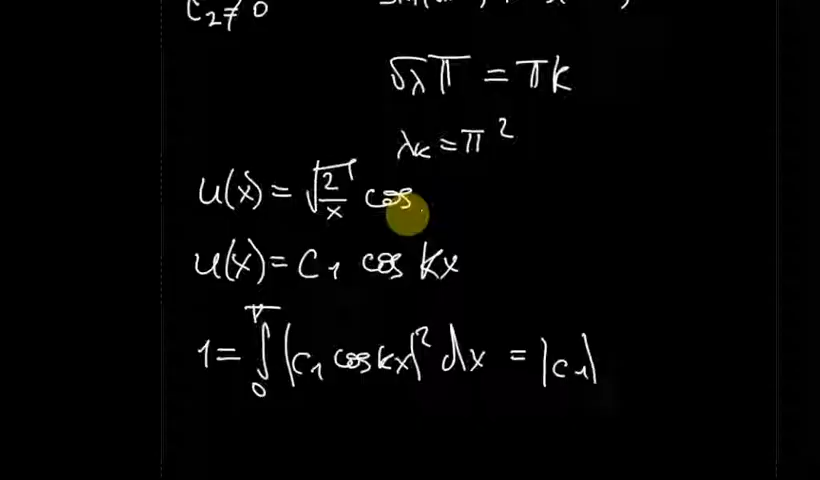 C₂ ≠ 0
√λ π = πk
λₖ = π²
u(x) = √(2/x) cos
u(x) = C₁ cos kx
1 = ∫₀^π |C₁ cos kx|² dx = |C₁|